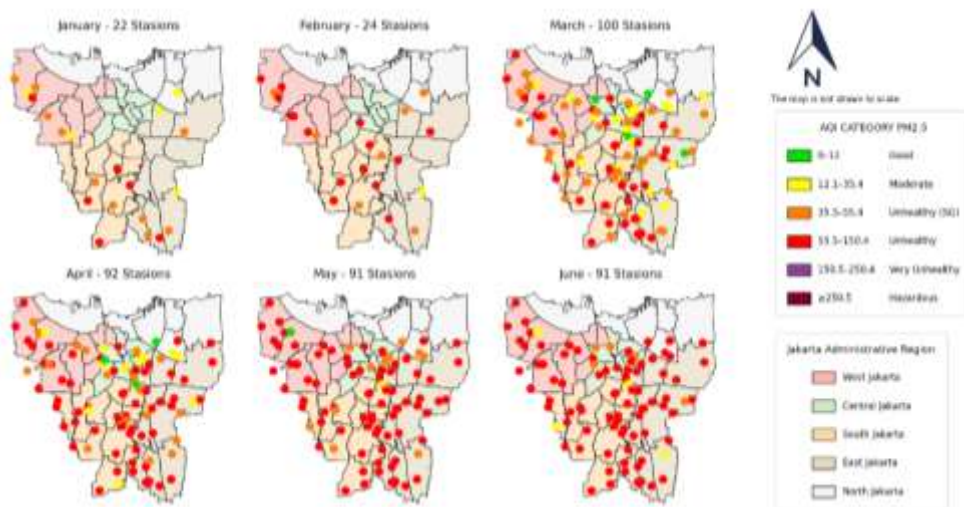 January - 22 Stasions
February - 24 Stasions
March - 100 Stasions
N
The map is not drawn to scale
AQI CATEGORY PM2.5
Good
12.1-35.4 Moderate
35.5-55.4 Unhealthy (SG)
55.5-150.4 Unhealthy
150.5-250.4 Very Unhealthy
≥250.5 Hazardous
April - 92 Stasions
May - 91 Stasions
June - 91 Stasions
Jakarta Administrative Region
West Jakarta
Central Jakarta
South Jakarta
East Jakarta
North Jakarta